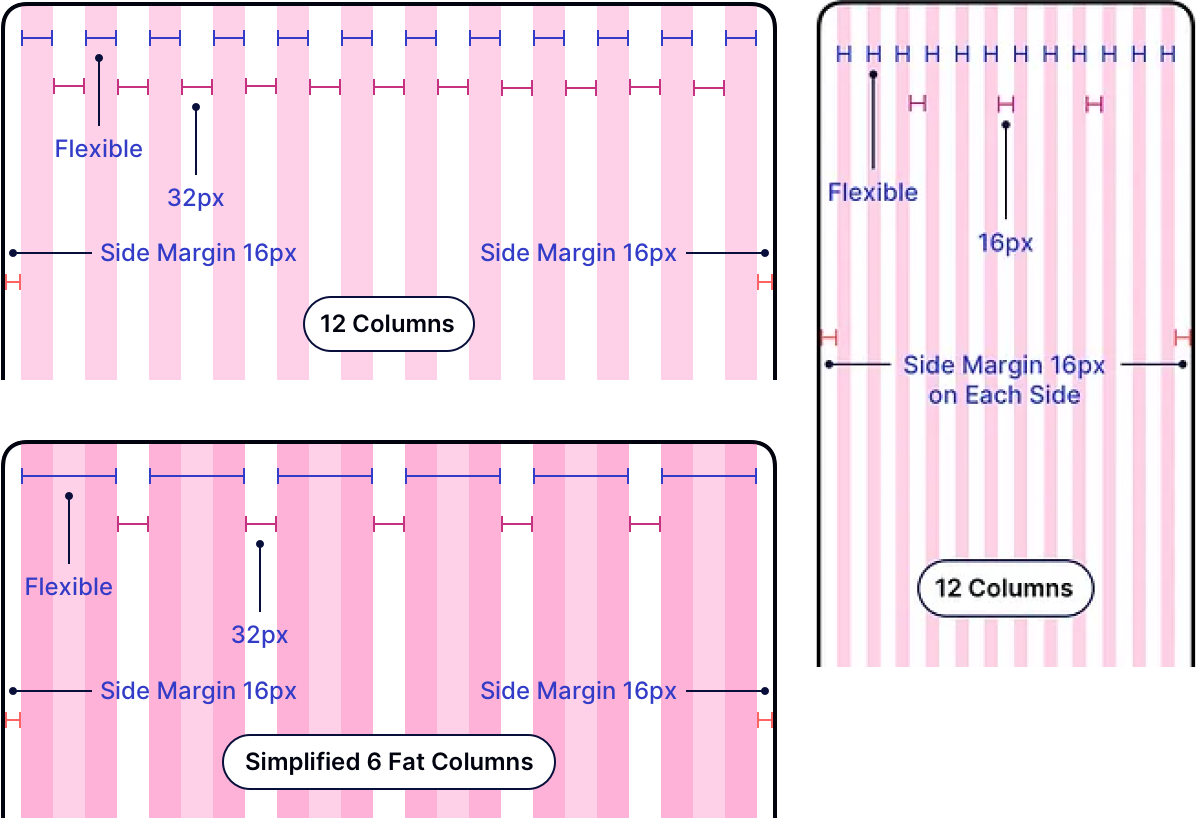 Flexible
32px
Side Margin 16px
Side Margin 16px
12 Columns
Flexible
32px
Side Margin 16px
Side Margin 16px
Simplified 6 Fat Columns
Flexible
16px
Side Margin 16px
on Each Side
12 Columns